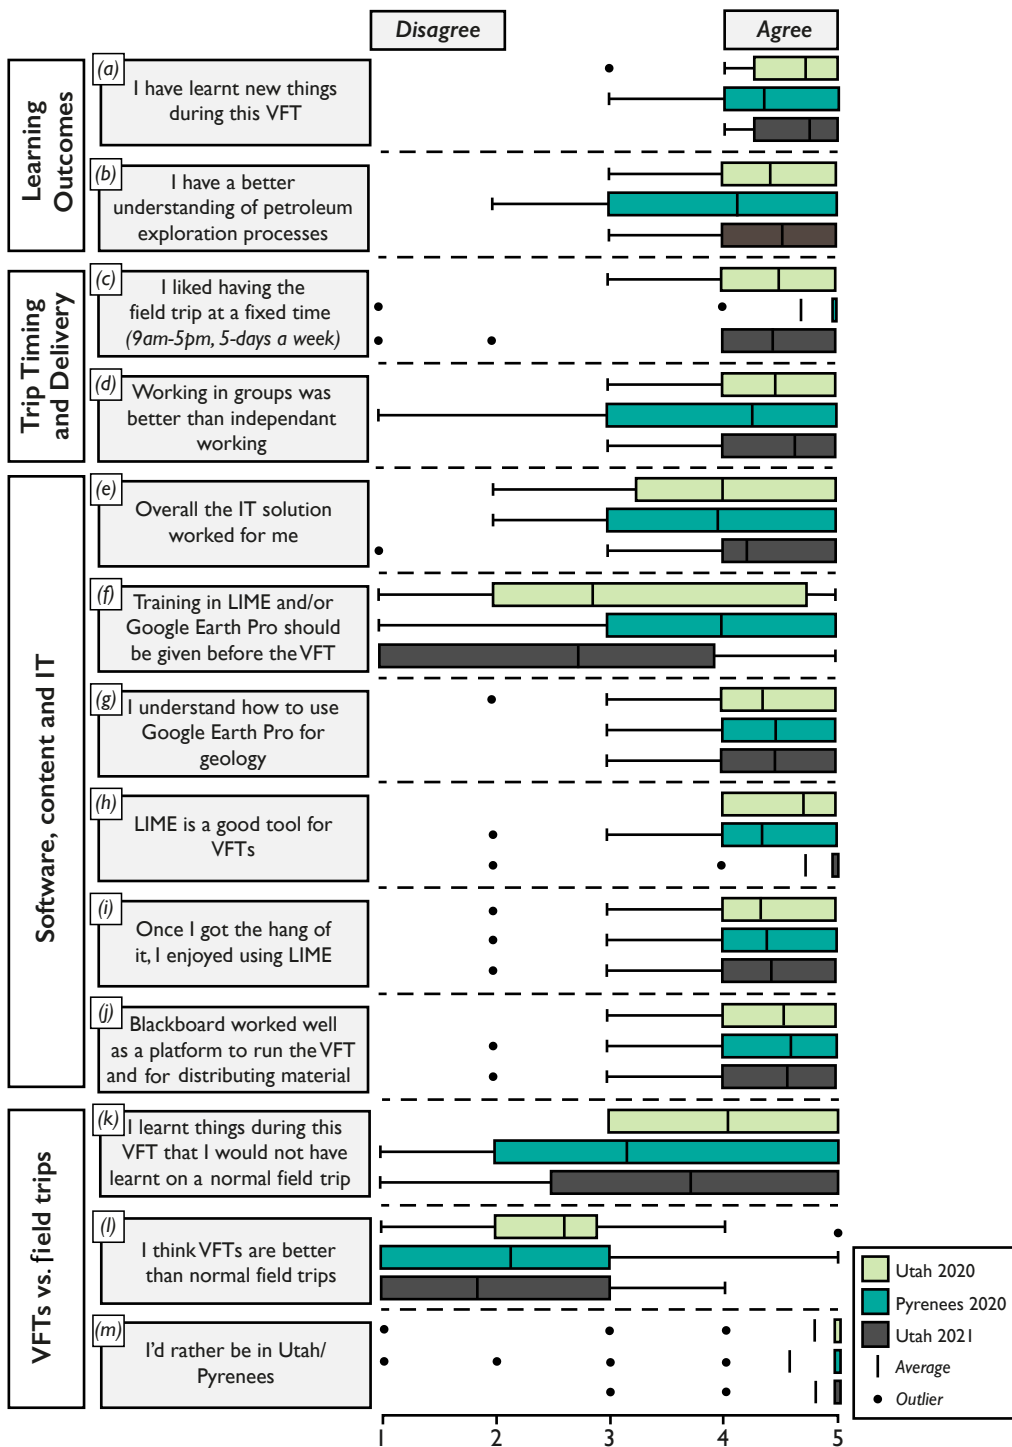 Disagree
Agree
Learning
Outcomes
(a)
I have learnt new things
during this VFT
(b)
I have a better
understanding of petroleum
exploration processes
Trip Timing
and Delivery
(c)
I liked having the
field trip at a fixed time
(9am-5pm, 5-days a week)
(d)
Working in groups was
better than independant
working
Software, content and IT
(e)
Overall the IT solution
worked for me
(f)
Training in LIME and/or
Google Earth Pro should
be given before the VFT
(g)
I understand how to use
Google Earth Pro for
geology
(h)
LIME is a good tool for
VFTs
(i)
Once I got the hang of
it, I enjoyed using LIME
(j)
Blackboard worked well
as a platform to run the VFT
and for distributing material
VFTs vs. field trips
(k)
I learnt things during this
VFT that I would not have
learnt on a normal field trip
(l)
I think VFTs are better
than normal field trips
(m)
I'd rather be in Utah/
Pyrenees
Utah 2020
Pyrenees 2020
Utah 2021
Average
Outlier
1 2 3 4 5